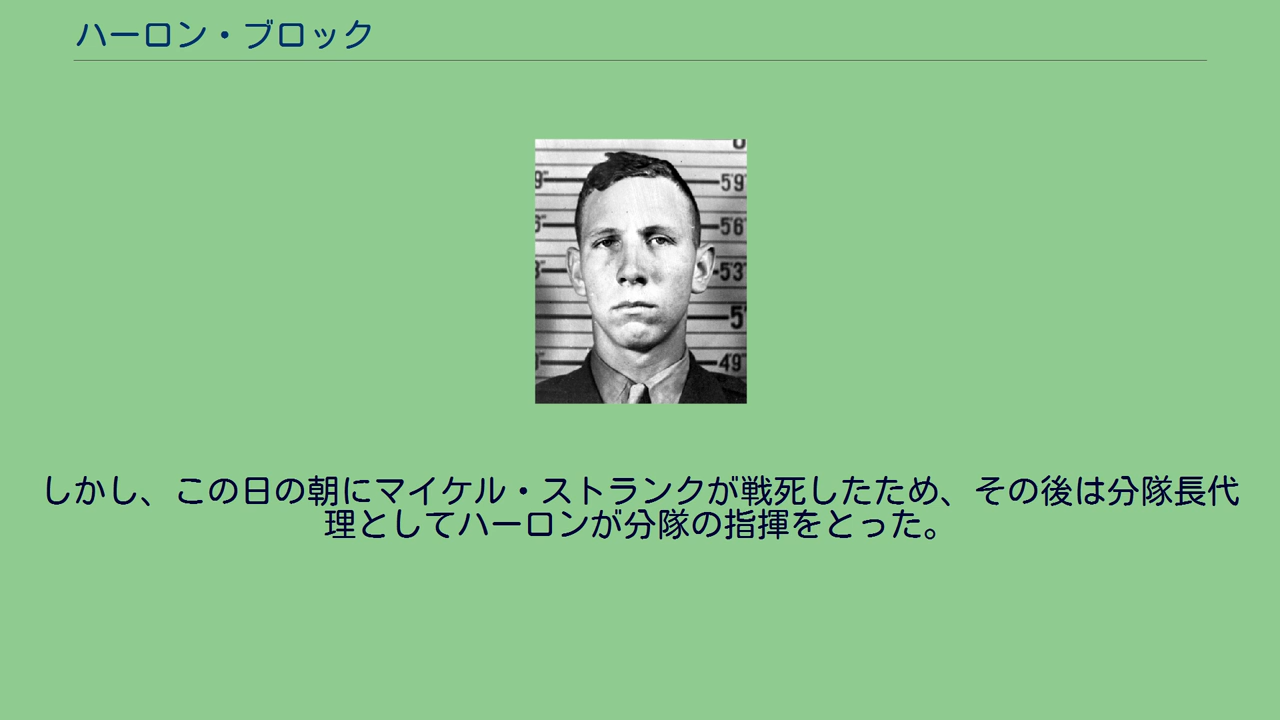 ハーロン・ブロック
5'9"
5'6"
5'3"
5'
4'9"
しかし、この日の朝にマイケル・ストランクが戦死したため、その後は分隊長代
理としてハーロンが分隊の指揮をとった。